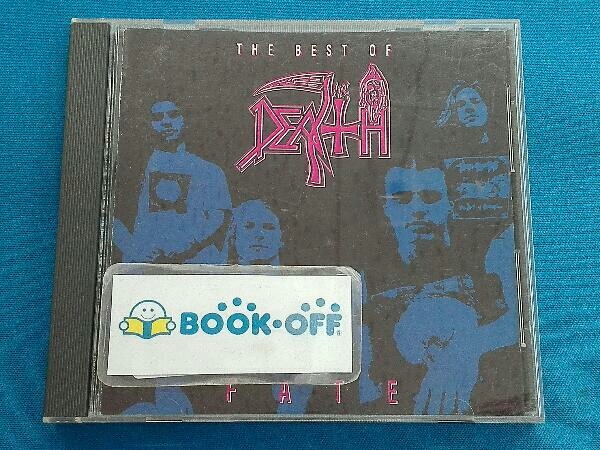 THE BEST OF
DEATH
BOOK•OFF®
FATE